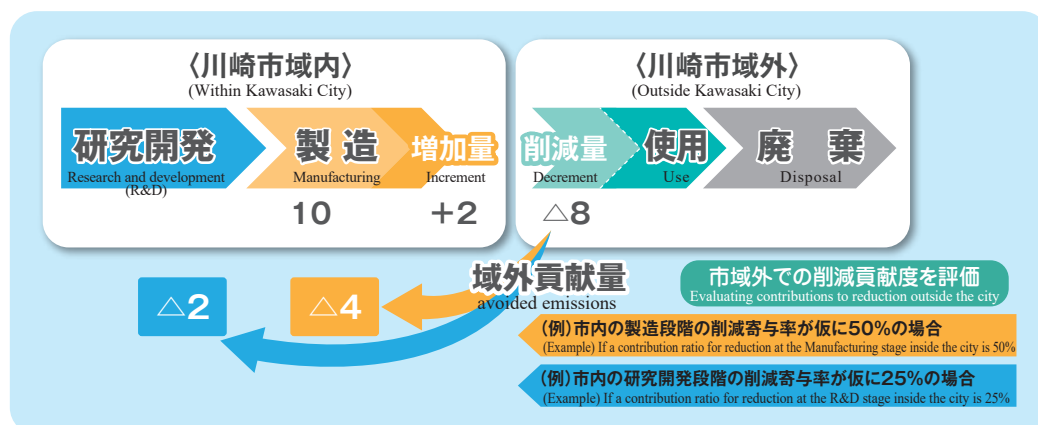 〈川崎市域内〉
(Within Kawasaki City)
研究開発
Research and development
(R&D)
製造
Manufacturing
増加量
Increment
10
+2
〈川崎市域外〉
(Outside Kawasaki City)
削減量
Decrement
使用
Use
廃棄
Disposal
△8
域外貢献量
avoided emissions
△2
△4
市域外での削減貢献度を評価
Evaluating contributions to reduction outside the city
(例)市内の製造段階の削減寄与率が仮に50%の場合
(Example) If a contribution ratio for reduction at the Manufacturing stage inside the city is 50%
(例)市内の研究開発段階の削減寄与率が仮に25%の場合
(Example) If a contribution ratio for reduction at the R&D stage inside the city is 25%